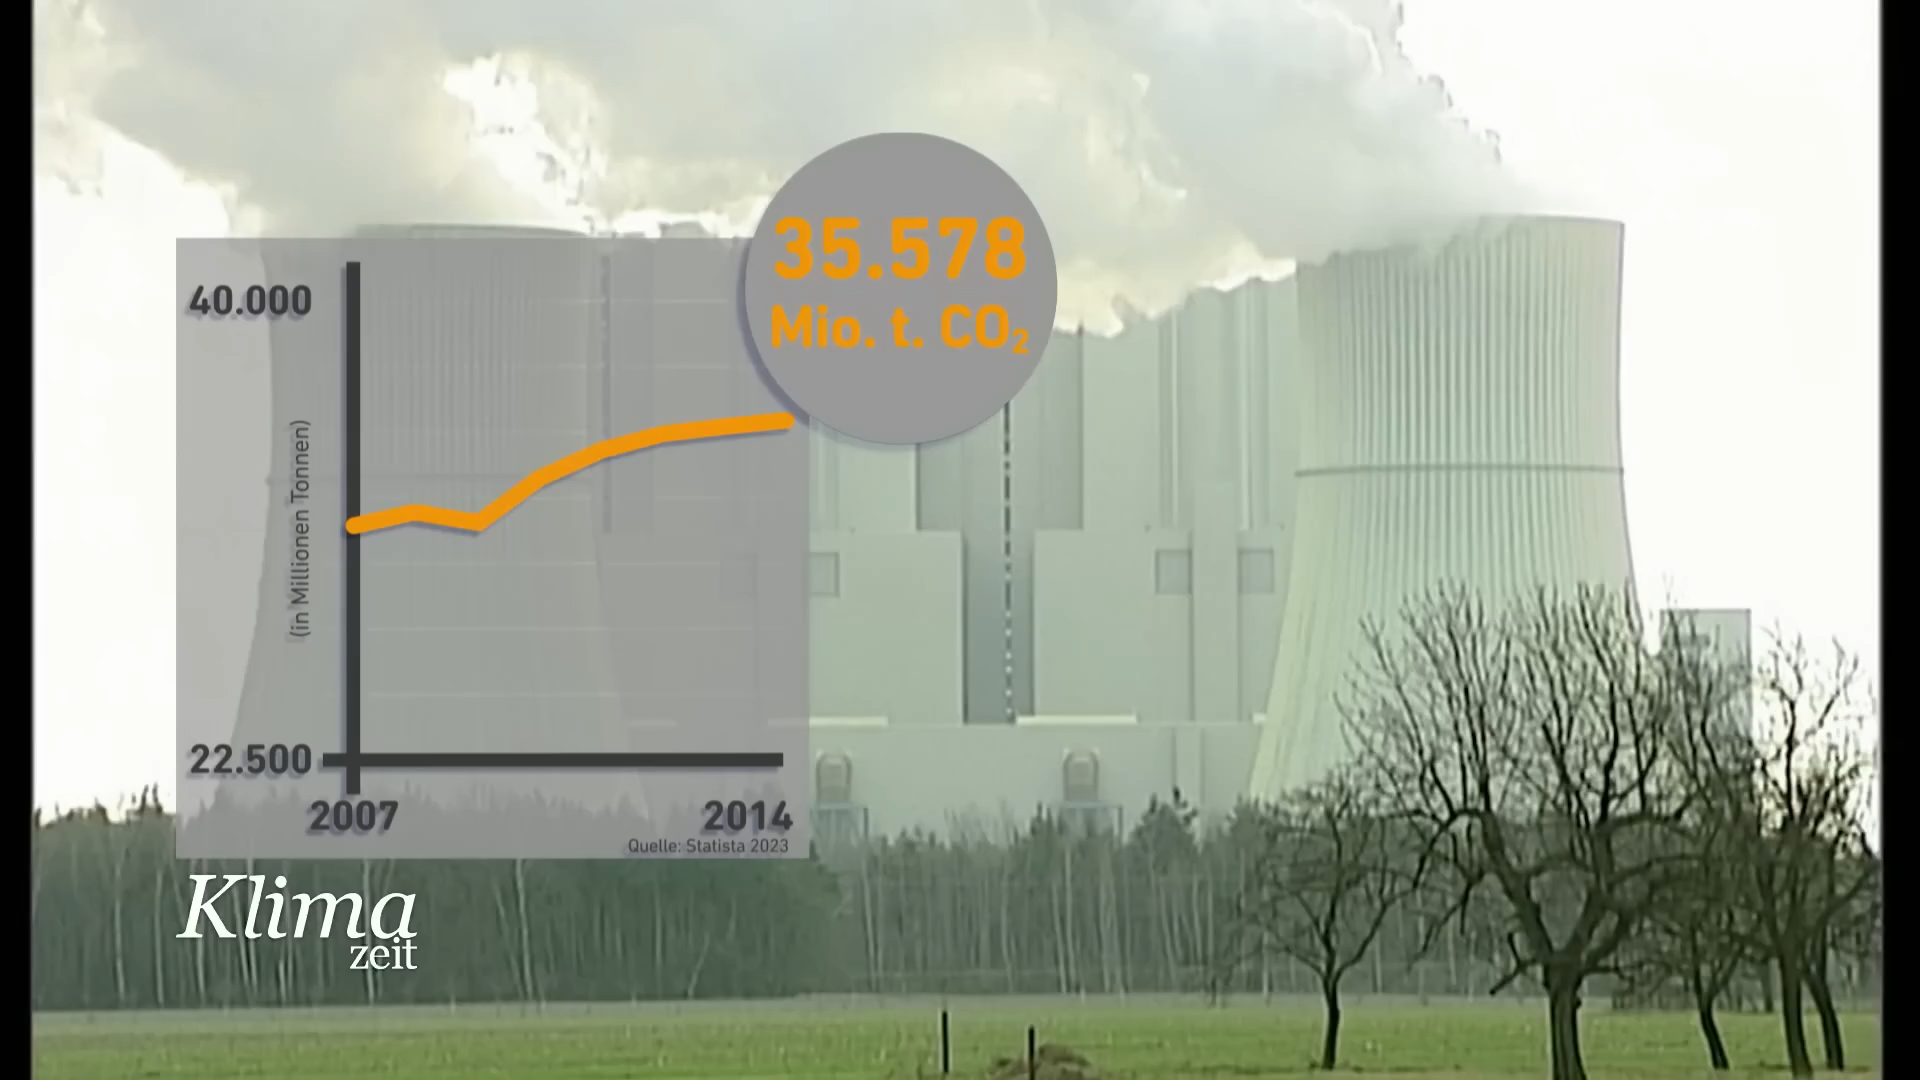 35.578
Mio. t. CO₂
40.000
(in Millionen Tonnen)
22.500
2007
2014
Quelle: Statista 2023
Klima
zeit